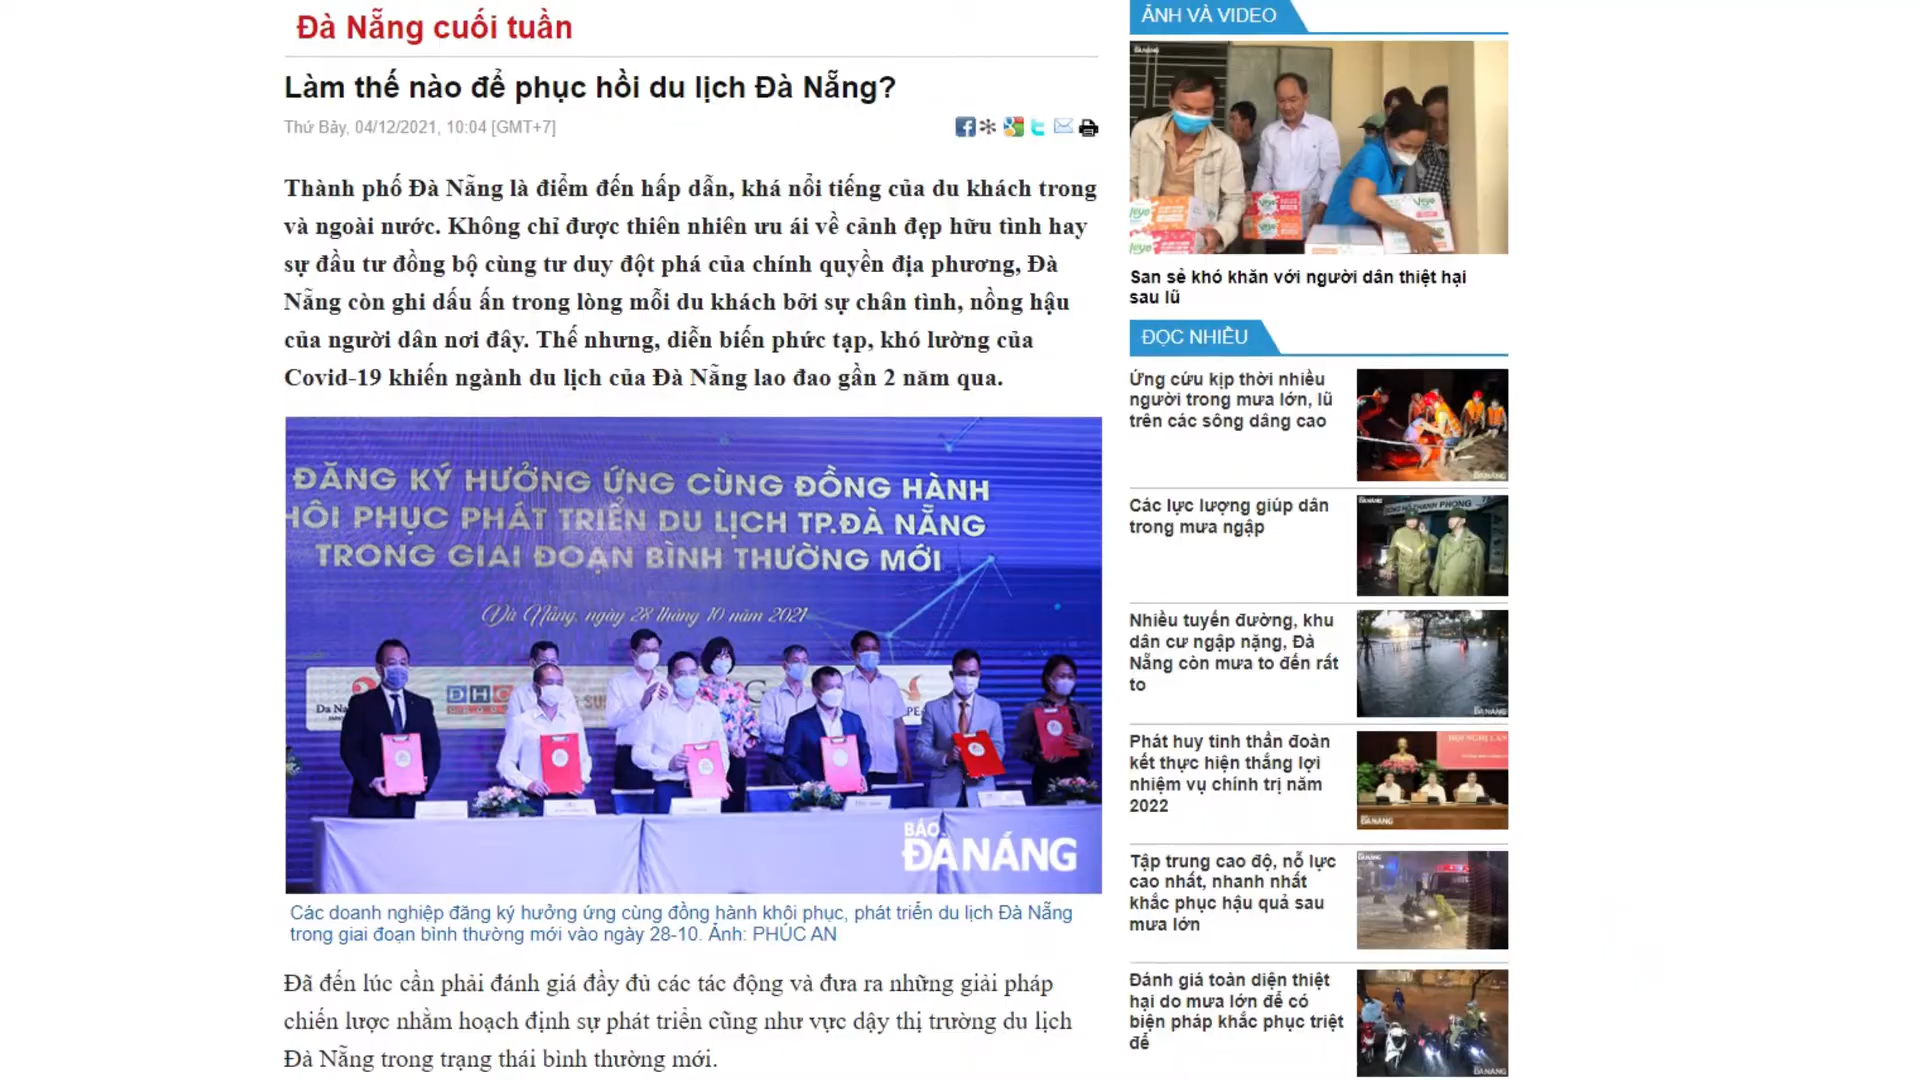 Đà Nẵng cuối tuần
Làm thế nào để phục hồi du lịch Đà Nẵng?
Thứ Bảy, 04/12/2021, 10:04 [GMT+7]
Thành phố Đà Nẵng là điểm đến hấp dẫn, khá nổi tiếng của du khách trong
và ngoài nước. Không chỉ được thiên nhiên ưu ái về cảnh đẹp hữu tình hay
sự đầu tư đồng bộ cùng tư duy đột phá của chính quyền địa phương, Đà
Nẵng còn ghi dấu ấn trong lòng mỗi du khách bởi sự chân tình, nồng hậu
của người dân nơi đây. Thế nhưng, diễn biến phức tạp, khó lường của
Covid-19 khiến ngành du lịch của Đà Nẵng lao đao gần 2 năm qua.
ĐĂNG KÝ HƯỞNG ỨNG CÙNG ĐỒNG HÀNH
HÔI PHỤC PHÁT TRIỂN DU LỊCH TP.ĐÀ NẴNG
TRONG GIAI ĐOẠN BÌNH THƯỜNG MỚI
Đà Nẵng, ngày 28 tháng 10 năm 2021
DHC
BÁO
ĐÀ NẴNG
Các doanh nghiệp đăng ký hưởng ứng cùng đồng hành khôi phục, phát triển du lịch Đà Nẵng
trong giai đoạn bình thường mới vào ngày 28-10. Ảnh: PHÚC AN
Đã đến lúc cần phải đánh giá đầy đủ các tác động và đưa ra những giải pháp
chiến lược nhằm hoạch định sự phát triển cũng như vực dậy thị trường du lịch
Đà Nẵng trong trạng thái bình thường mới.
ẢNH VÀ VIDEO
San sẻ khó khăn với người dân thiệt hại
sau lũ
ĐỌC NHIỀU
Ứng cứu kịp thời nhiều
người trong mưa lớn, lũ
trên các sông dâng cao
Các lực lượng giúp dân
trong mưa ngập
Nhiều tuyến đường, khu
dân cư ngập nặng, Đà
Nẵng còn mưa to đến rất
to
Phát huy tinh thần đoàn
kết thực hiện thắng lợi
nhiệm vụ chính trị năm
2022
Tập trung cao độ, nỗ lực
cao nhất, nhanh nhất
khắc phục hậu quả sau
mưa lớn
Đánh giá toàn diện thiệt
hại do mưa lớn để có
biện pháp khắc phục triệt
để